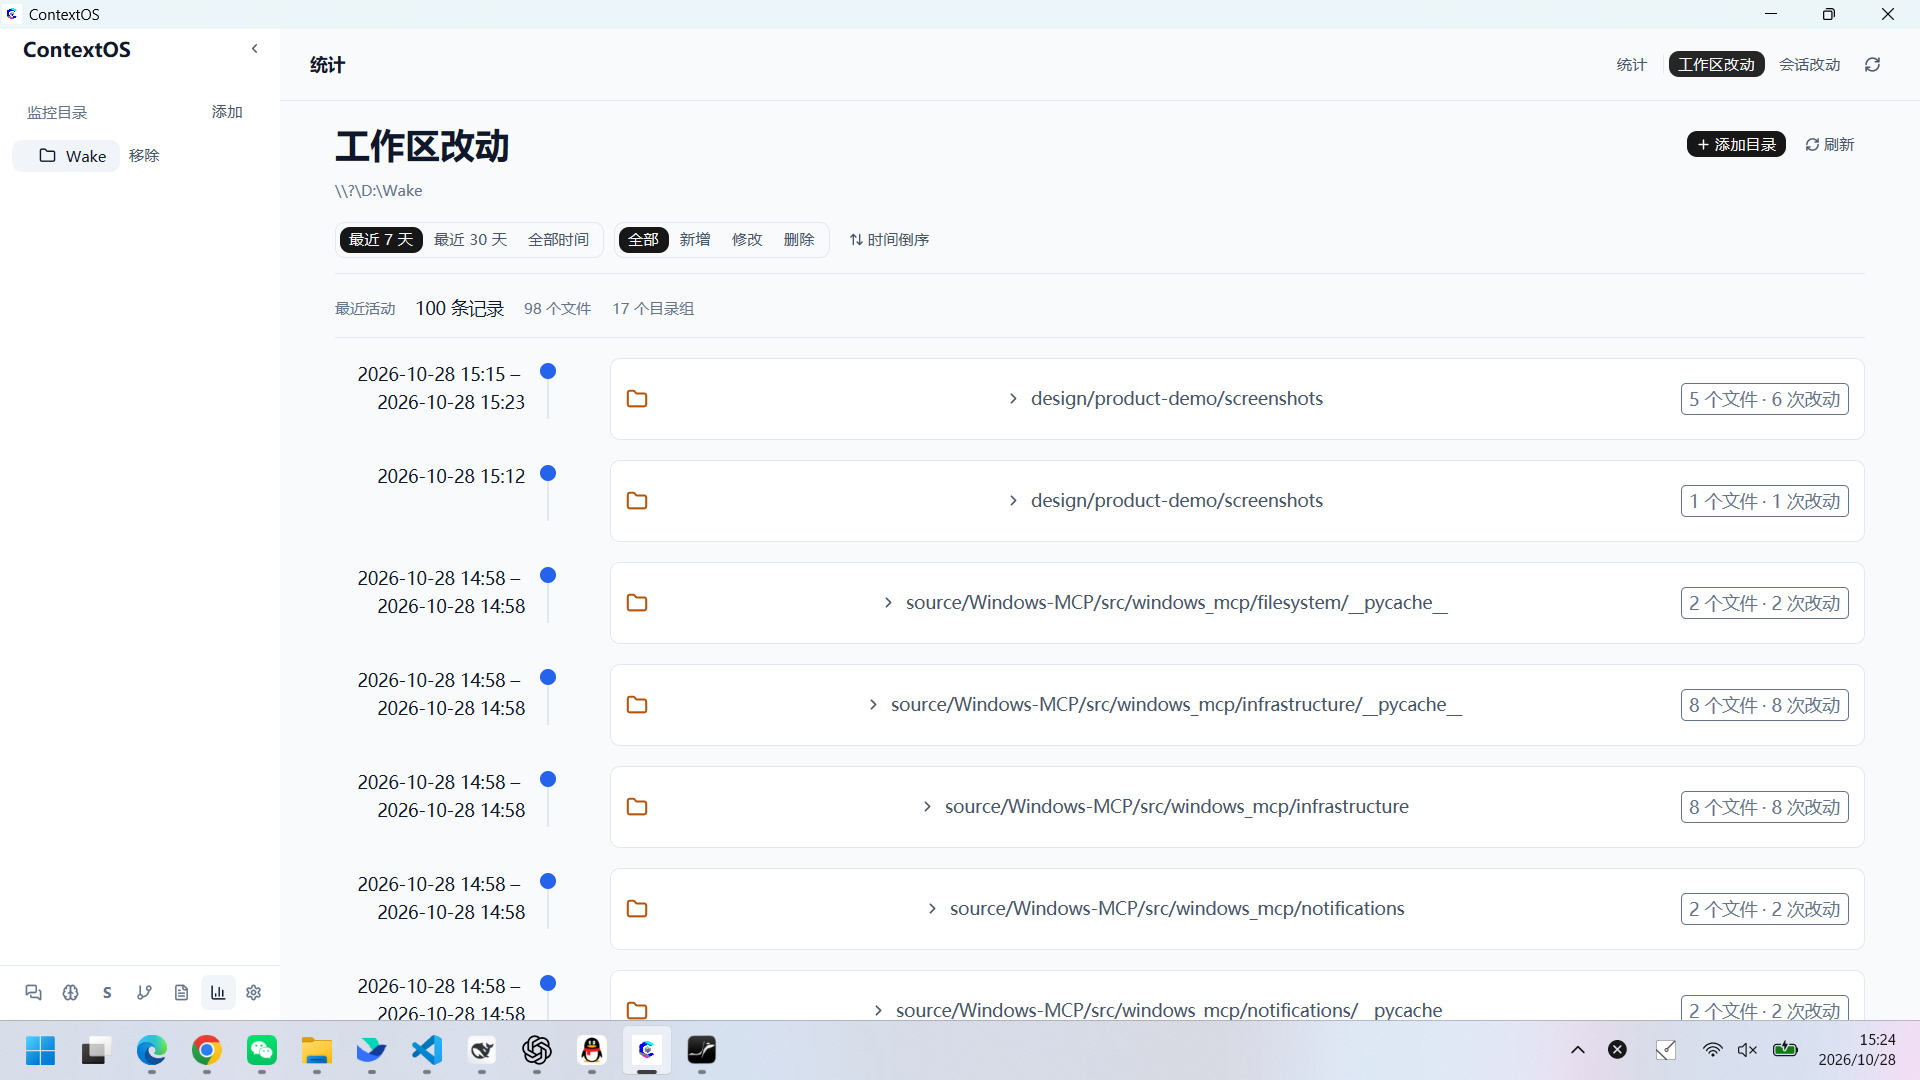 ContextOS
ContextOS
监控目录 添加
Wake 移除
统计
统计 工作区改动 会话改动
工作区改动
添加目录 刷新
\\?\D:\Wake
最近 7 天 最近 30 天 全部时间 全部 新增 修改 删除 时间倒序
最近活动 100 条记录 98 个文件 17 个目录组
2026-10-28 15:15 –
2026-10-28 15:23
design/product-demo/screenshots
5 个文件 · 6 次改动
2026-10-28 15:12
design/product-demo/screenshots
1 个文件 · 1 次改动
2026-10-28 14:58 –
2026-10-28 14:58
source/Windows-MCP/src/windows_mcp/filesystem/__pycache__
2 个文件 · 2 次改动
2026-10-28 14:58 –
2026-10-28 14:58
source/Windows-MCP/src/windows_mcp/infrastructure/__pycache__
8 个文件 · 8 次改动
2026-10-28 14:58 –
2026-10-28 14:58
source/Windows-MCP/src/windows_mcp/infrastructure
8 个文件 · 8 次改动
2026-10-28 14:58 –
2026-10-28 14:58
source/Windows-MCP/src/windows_mcp/notifications
2 个文件 · 2 次改动
2026-10-28 14:58 –
2026-10-28 14:58
source/Windows-MCP/src/windows_mcp/notifications/__pycache__
2 个文件 · 2 次改动
S
15:24
2026/10/28